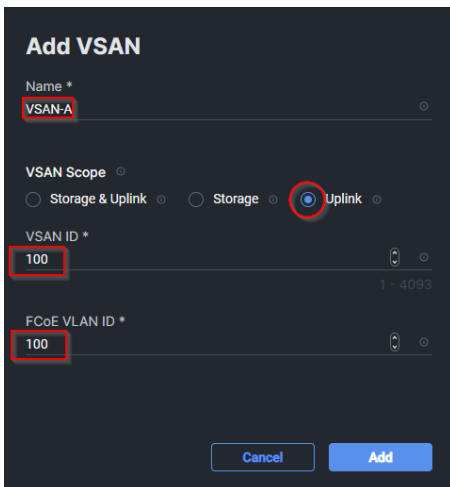 Add VSAN
Name *
VSAN-A
VSAN Scope
Storage & Uplink Storage Uplink
VSAN ID *
100
1 - 4093
FCoE VLAN ID *
100
Cancel Add